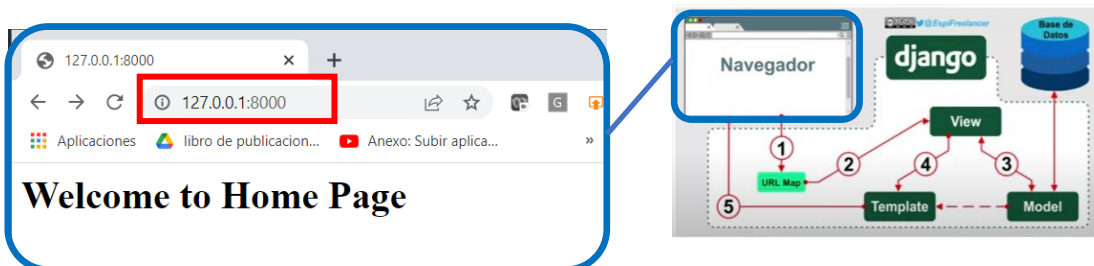 127.0.0.1:8000
127.0.0.1:8000
G
Aplicaciones libro de publicacion... Anexo: Subir aplica... »
Welcome to Home Page
@EspiFreelancer
Base de
Datos
django
Navegador
View
1
2
4
3
URL Map
5
Template
Model